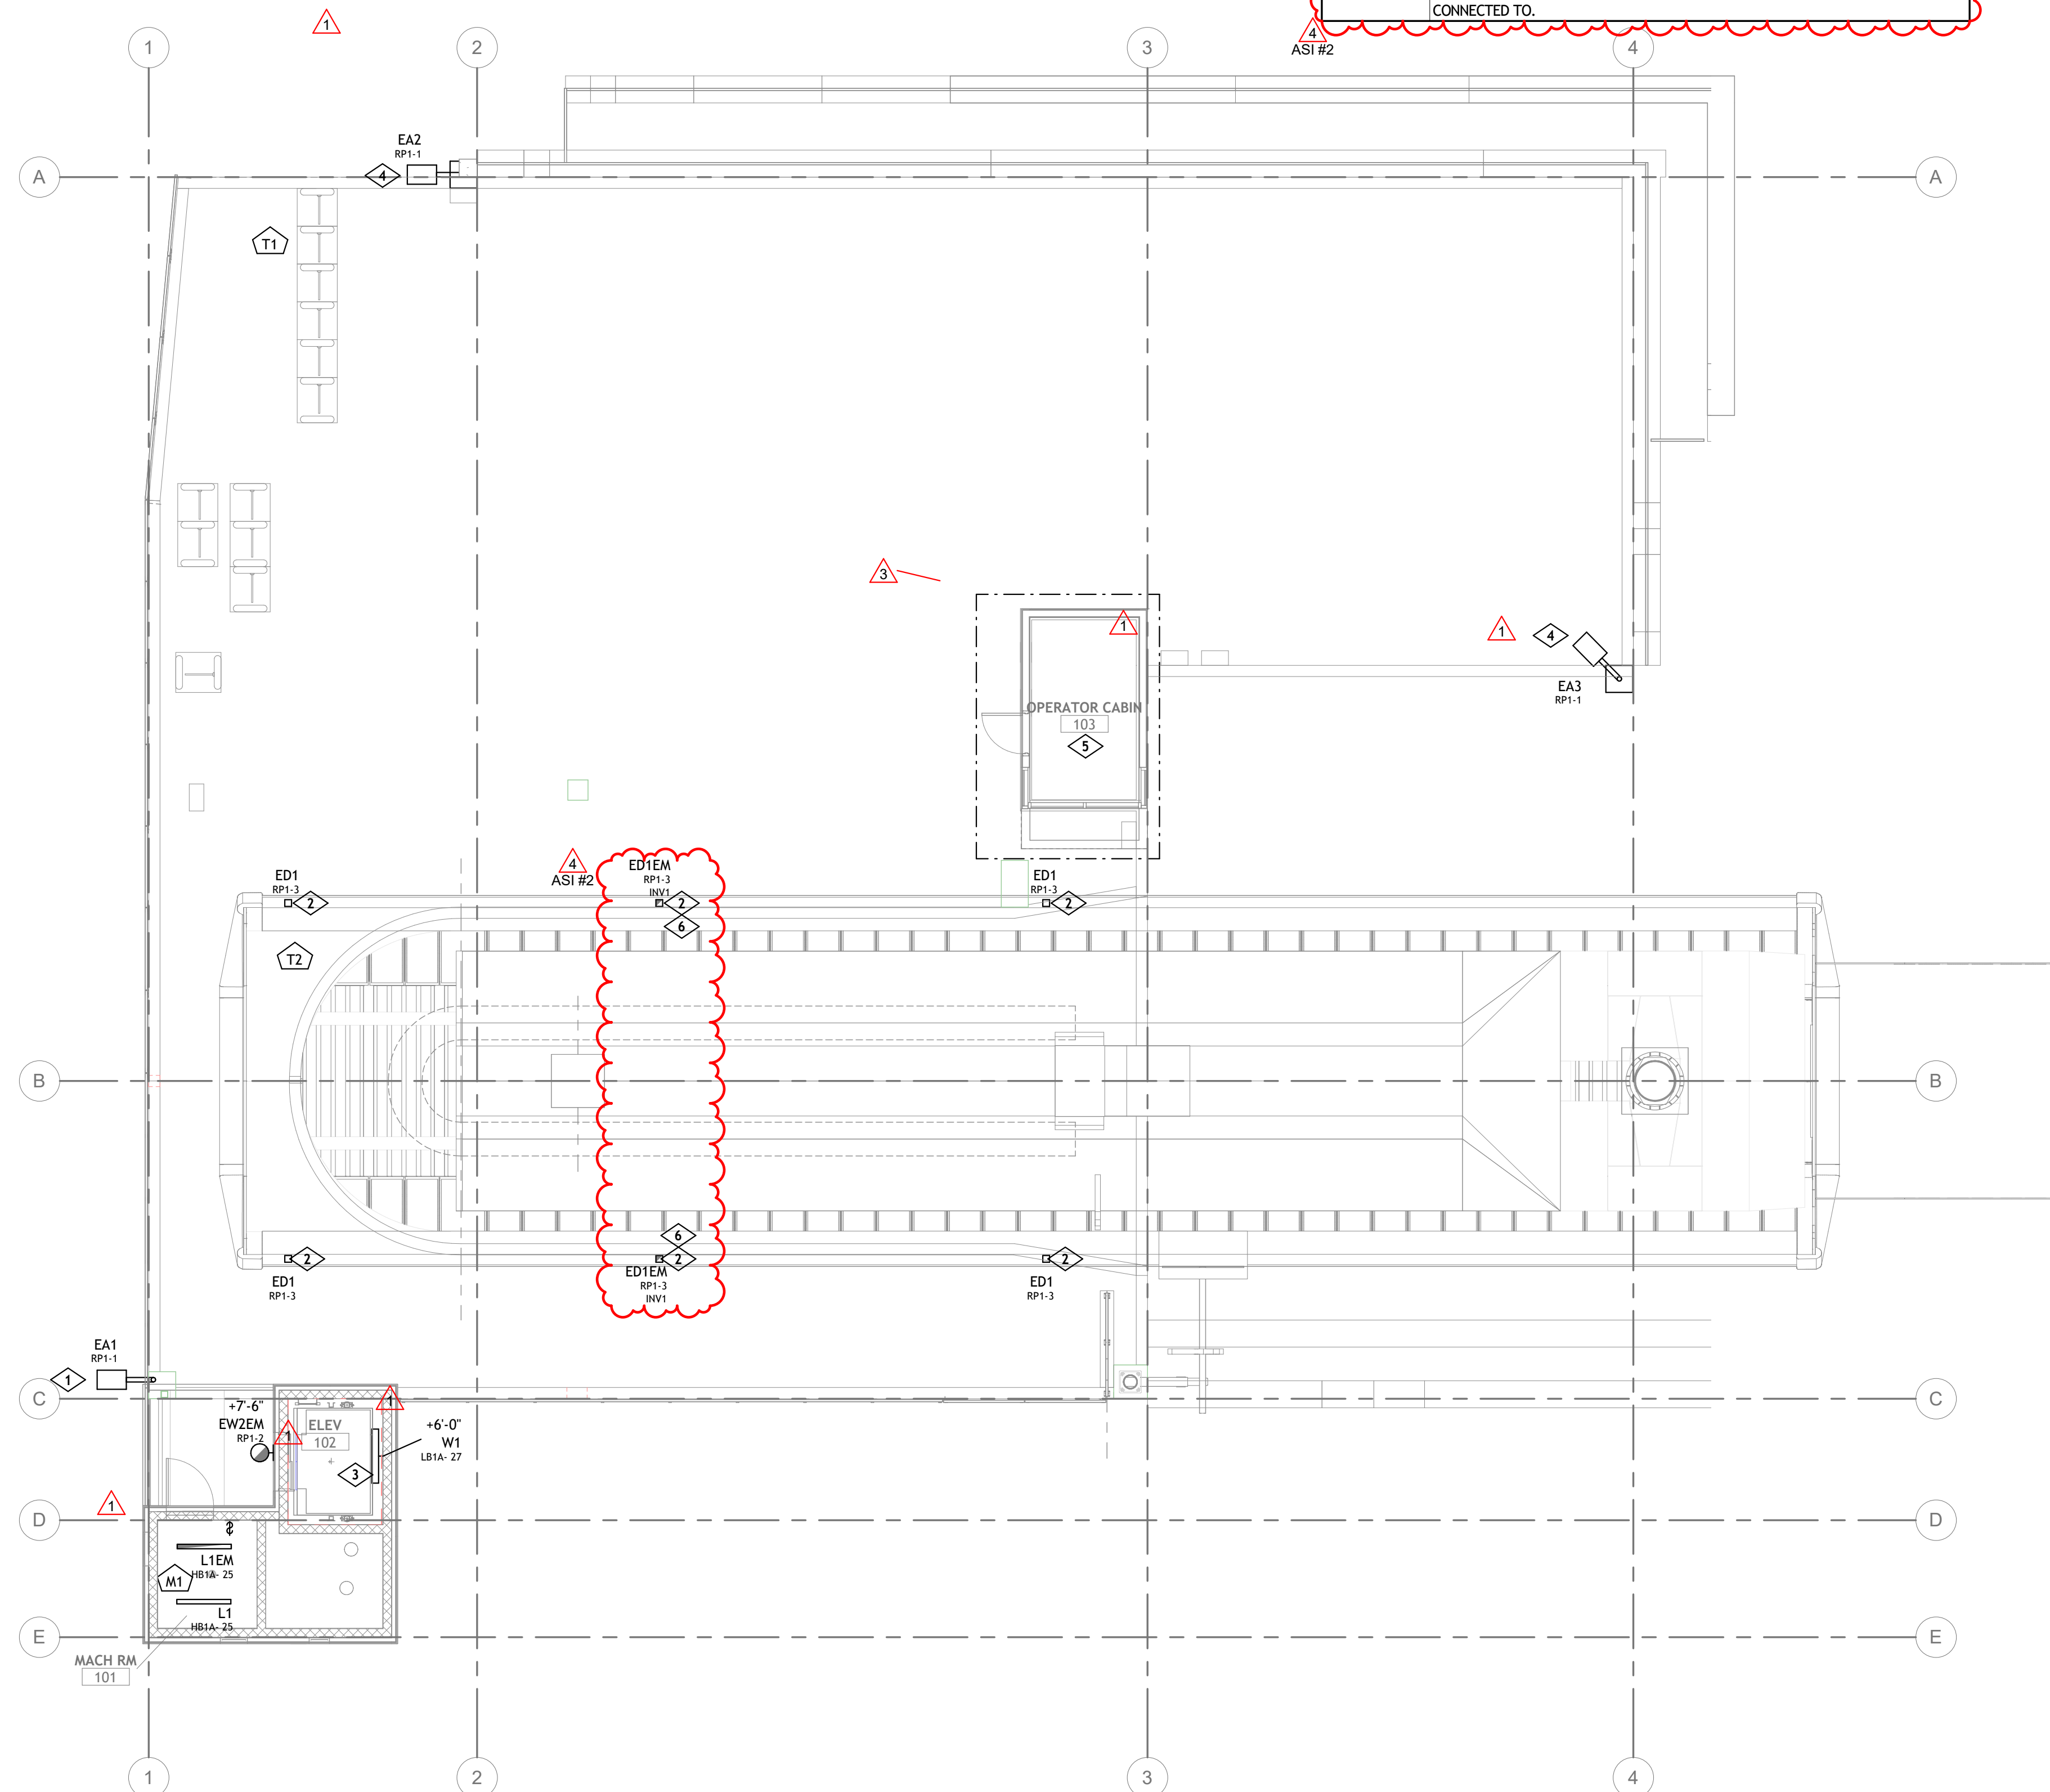 CONNECTED TO.
4
ASI #2
1
1
2
3
4
EA2
RP1-1
4
A
A
T1
3
1
1
4
EA3
RP1-1
OPERATOR CABIN
103
5
4
ASI #2
ED1
RP1-3
2
ED1EM
RP1-3
INV1
2
6
ED1
RP1-3
2
T2
B
B
6
2
ED1EM
RP1-3
INV1
2
ED1
RP1-3
2
ED1
RP1-3
EA1
RP1-1
1
C
C
+7'-6"
EW2EM
RP1-2
1
1
ELEV
102
3
+6'-0"
W1
LB1A- 27
1
D
D
L1EM
HB1A- 25
M1
L1
HB1A- 25
E
E
MACH RM
101
1
2
3
4